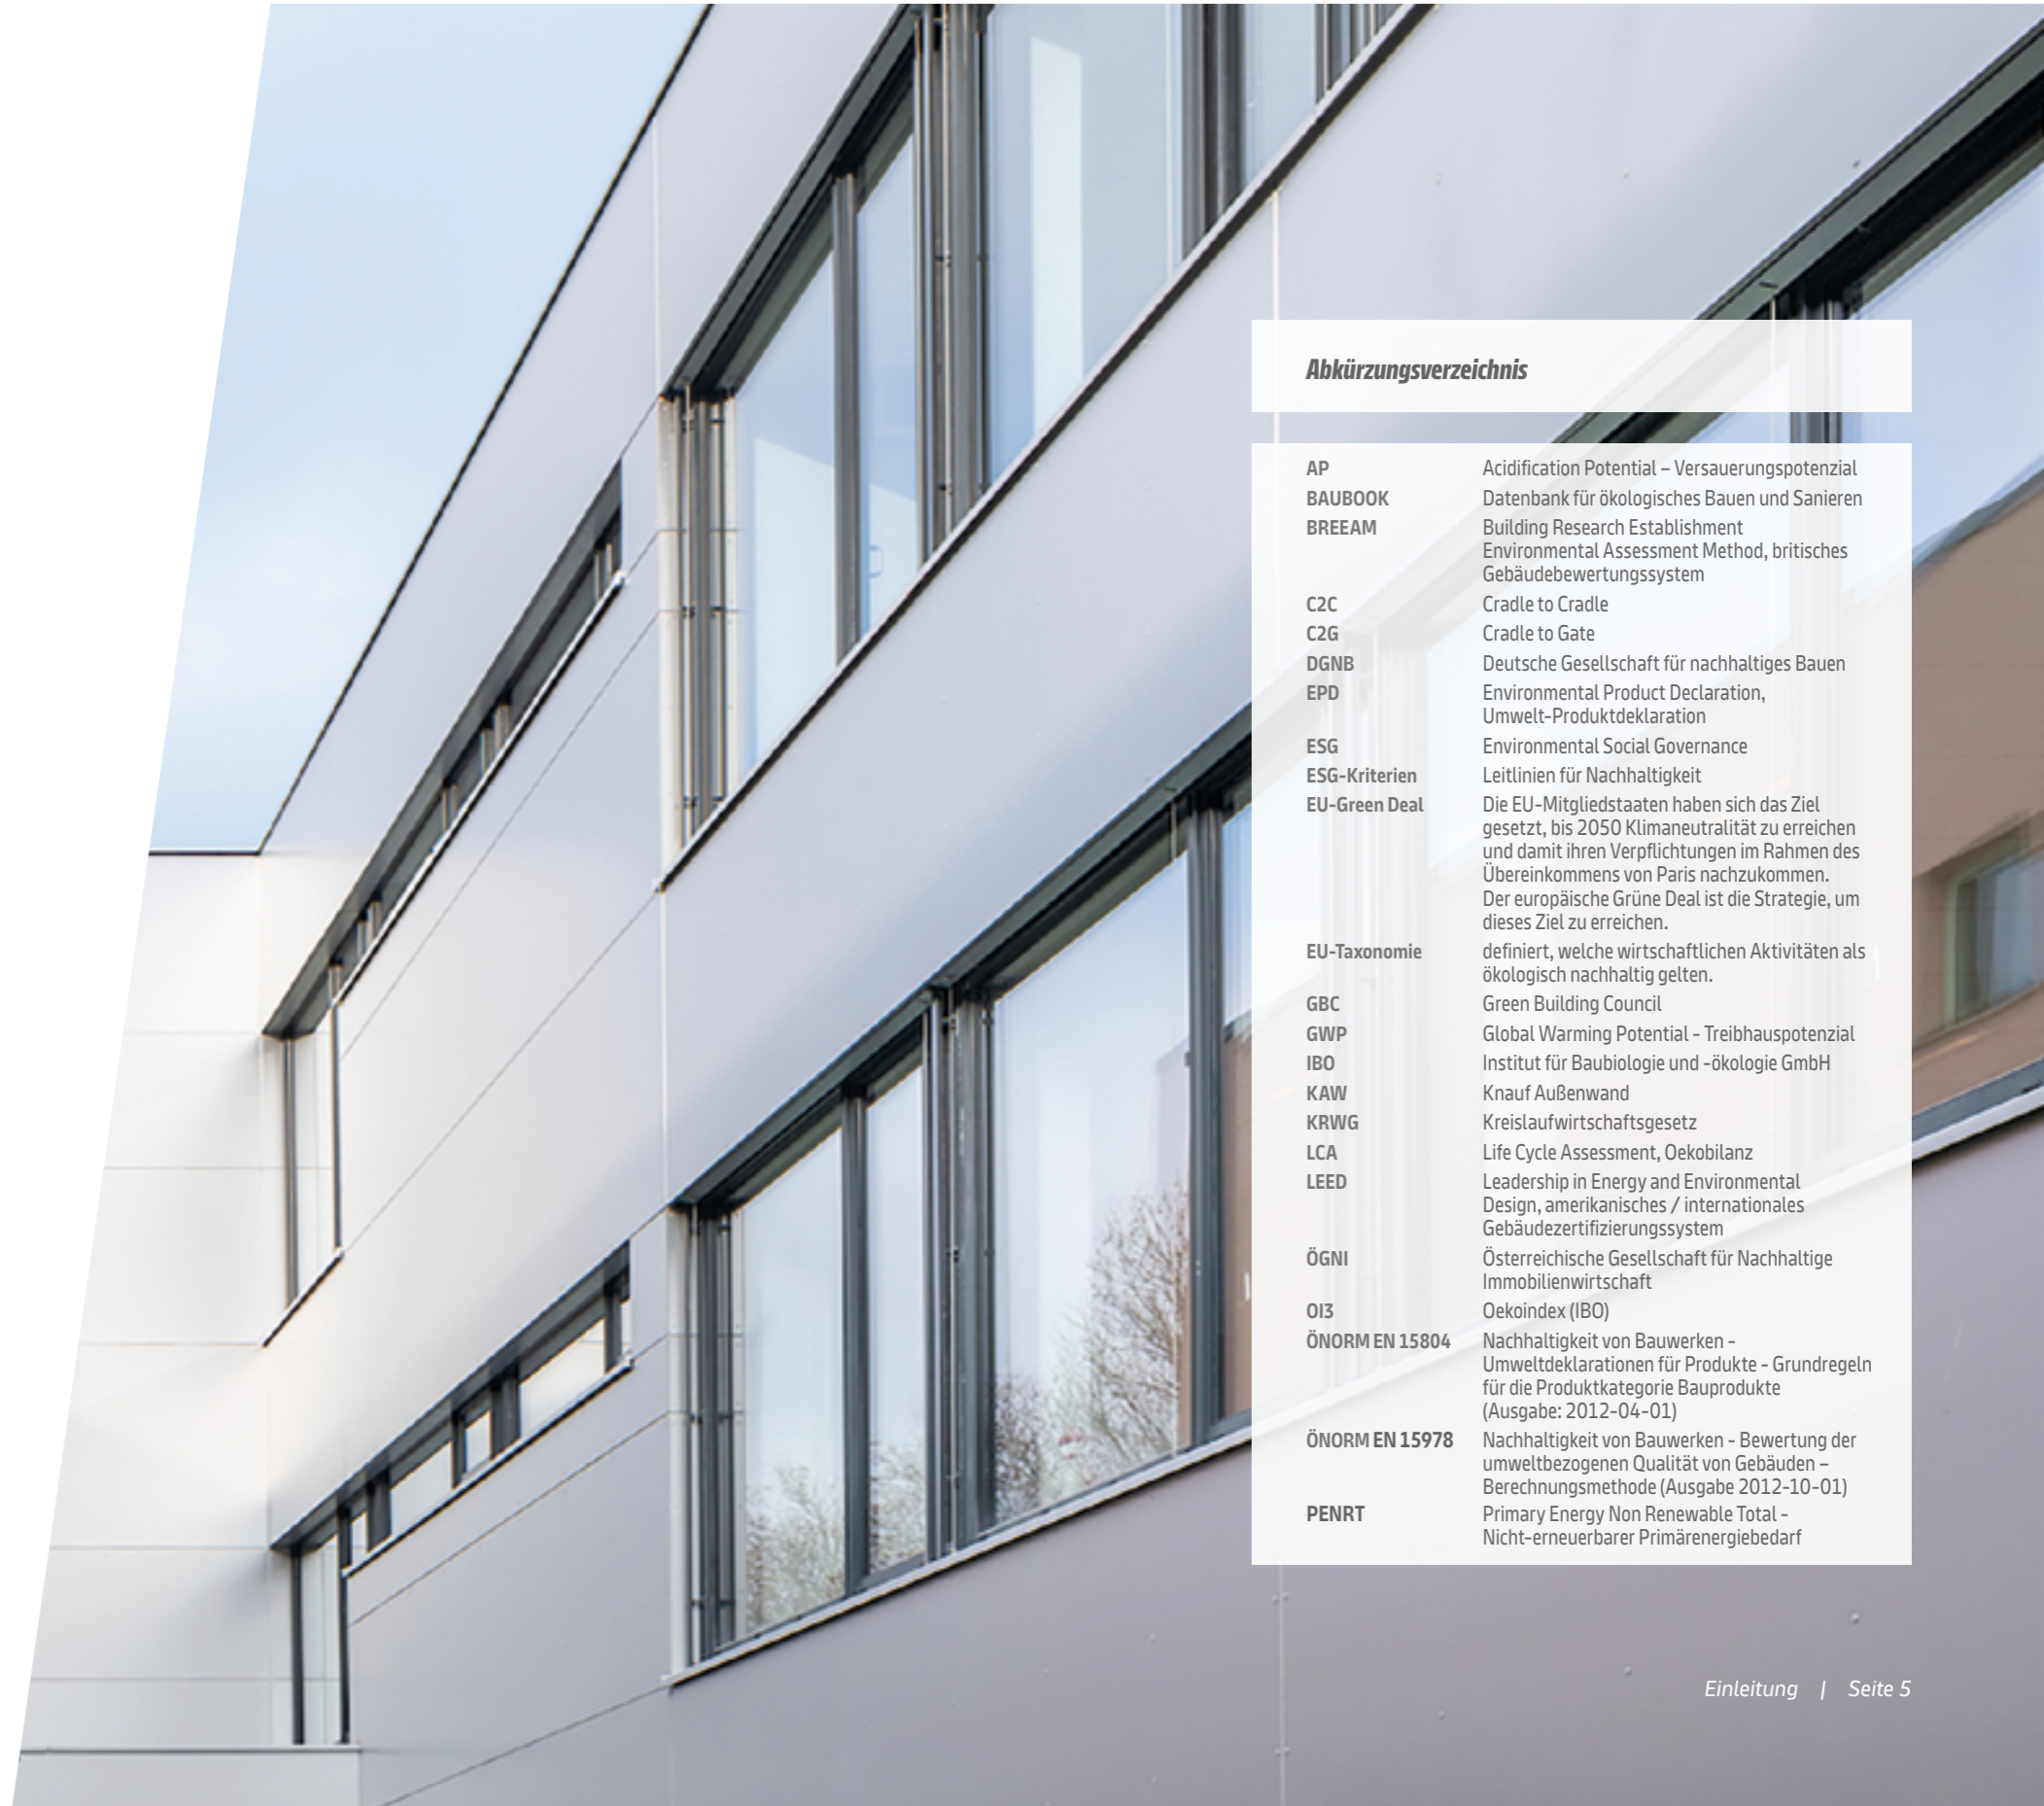 Abkürzungsverzeichnis
AP Acidification Potential – Versauerungspotenzial
BAUBOOK Datenbank für ökologisches Bauen und Sanieren
BREEAM Building Research Establishment
Environmental Assessment Method, britisches
Gebäudebewertungssystem
C2C Cradle to Cradle
C2G Cradle to Gate
DGNB Deutsche Gesellschaft für nachhaltiges Bauen
EPD Environmental Product Declaration,
Umwelt-Produktdeklaration
ESG Environmental Social Governance
ESG-Kriterien Leitlinien für Nachhaltigkeit
EU-Green Deal Die EU-Mitgliedstaaten haben sich das Ziel
gesetzt, bis 2050 Klimaneutralität zu erreichen
und damit ihren Verpflichtungen im Rahmen des
Übereinkommens von Paris nachzukommen.
Der europäische Grüne Deal ist die Strategie, um
dieses Ziel zu erreichen.
EU-Taxonomie definiert, welche wirtschaftlichen Aktivitäten als
ökologisch nachhaltig gelten.
GBC Green Building Council
GWP Global Warming Potential - Treibhauspotenzial
IBO Institut für Baubiologie und -ökologie GmbH
KAW Knauf Außenwand
KRWG Kreislaufwirtschaftsgesetz
LCA Life Cycle Assessment, Oekobilanz
LEED Leadership in Energy and Environmental
Design, amerikanisches / internationales
Gebäudezertifizierungssystem
ÖGNI Österreichische Gesellschaft für Nachhaltige
Immobilienwirtschaft
OI3 Oekoindex (IBO)
ÖNORM EN 15804 Nachhaltigkeit von Bauwerken -
Umweltdeklarationen für Produkte - Grundregeln
für die Produktkategorie Bauprodukte
(Ausgabe: 2012-04-01)
ÖNORM EN 15978 Nachhaltigkeit von Bauwerken - Bewertung der
umweltbezogenen Qualität von Gebäuden –
Berechnungsmethode (Ausgabe 2012-10-01)
PENRT Primary Energy Non Renewable Total -
Nicht-erneuerbarer Primärenergiebedarf
Einleitung | Seite 5